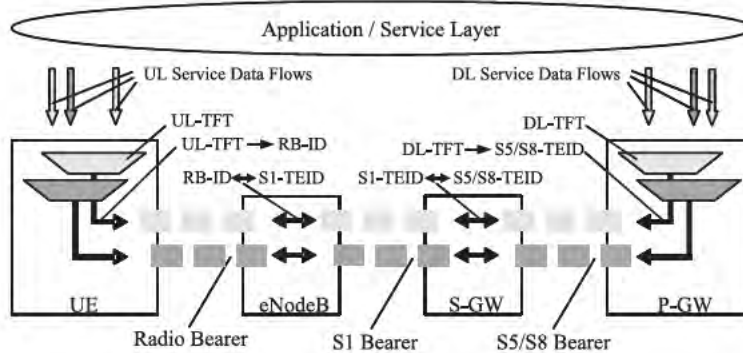 Application / Service Layer
UL Service Data Flows
DL Service Data Flows
UL-TFT
DL-TFT
UL-TFT → RB-ID
DL-TFT → S5/S8-TEID
RB-ID ↔ S1-TEID
S1-TEID ↔ S5/S8-TEID
UE
eNodeB
S-GW
P-GW
Radio Bearer
S1 Bearer
S5/S8 Bearer